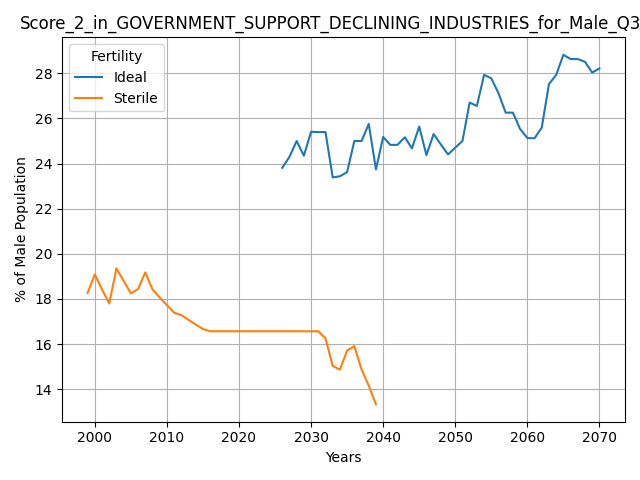 Score_2_in_GOVERNMENT_SUPPORT_DECLINING_INDUSTRIES_for_Male_Q3
Fertility
Ideal
Sterile
% of Male Population
28
26
24
22
20
18
16
14
2000 2010 2020 2030 2040 2050 2060 2070
Years